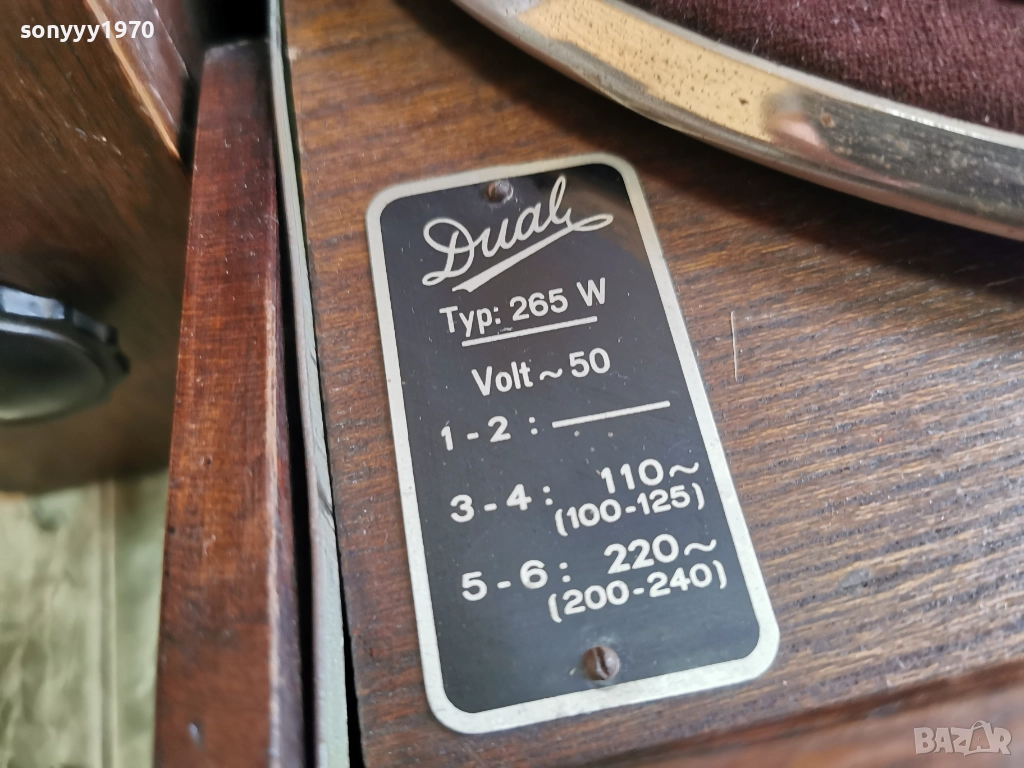 sonyyy1970
Dual
Typ: 265 W
Volt ~ 50
1 - 2 : —
3 - 4 : 110~
(100-125)
5 - 6 : 220~
(200-240)
BAZAR